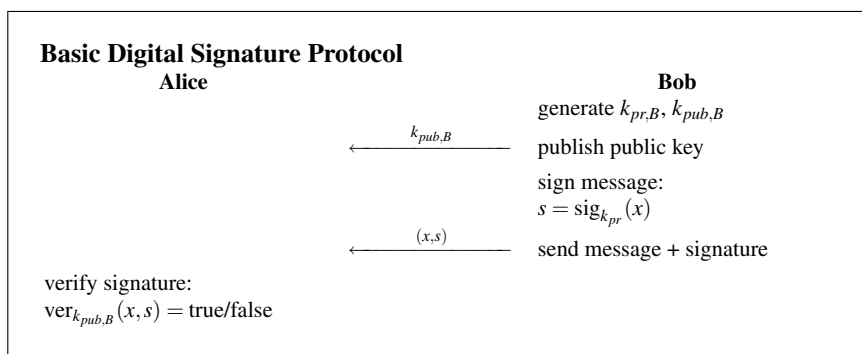 Basic Digital Signature Protocol
Alice Bob
generate k_{pr,B}, k_{pub,B}
k_{pub,B}
publish public key
sign message:
s = sig_{k_{pr}}(x)
(x,s)
send message + signature
verify signature:
ver_{k_{pub,B}}(x,s) = true/false